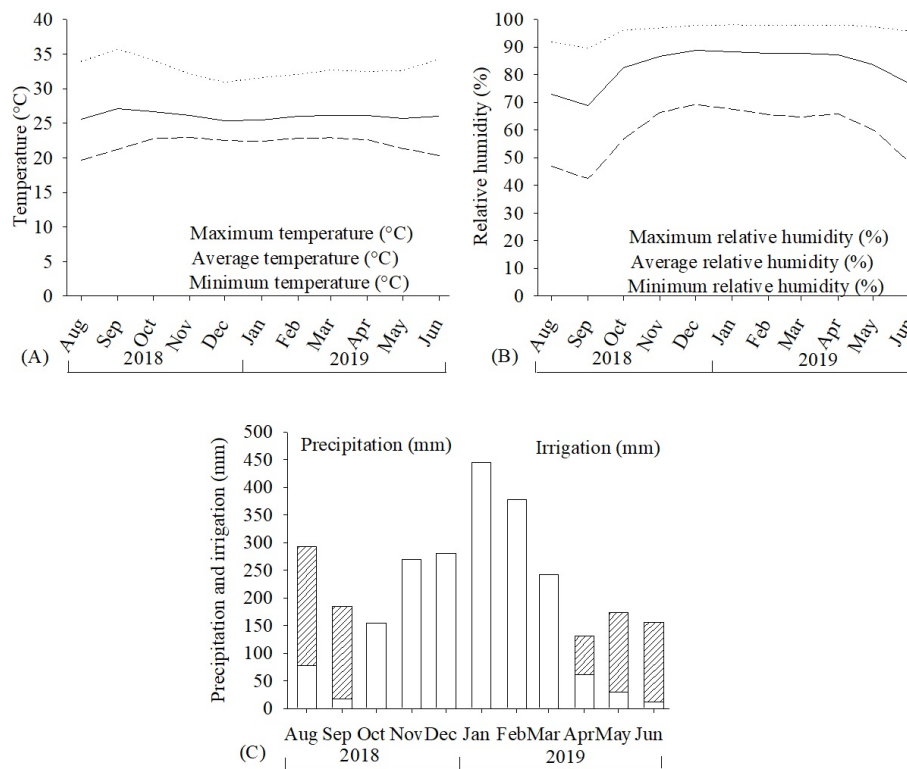 Temperature (°C)
40
35
30
25
20
15
10
5
0
Maximum temperature (°C)
Average temperature (°C)
Minimum temperature (°C)
Aug
Sep
Oct
Nov
Dec
Jan
Feb
Mar
Apr
May
Jun
(A)
2018
2019
Relative humidity (%)
100
90
80
70
60
50
40
30
20
10
0
Maximum relative humidity (%)
Average relative humidity (%)
Minimum relative humidity (%)
Aug
Sep
Oct
Nov
Dec
Jan
Feb
Mar
Apr
May
Jun
(B)
2018
2019
Precipitation and irrigation (mm)
500
450
400
350
300
250
200
150
100
50
0
Precipitation (mm) Irrigation (mm)
Aug Sep Oct Nov Dec Jan Feb Mar Apr May Jun
(C)
2018 2019